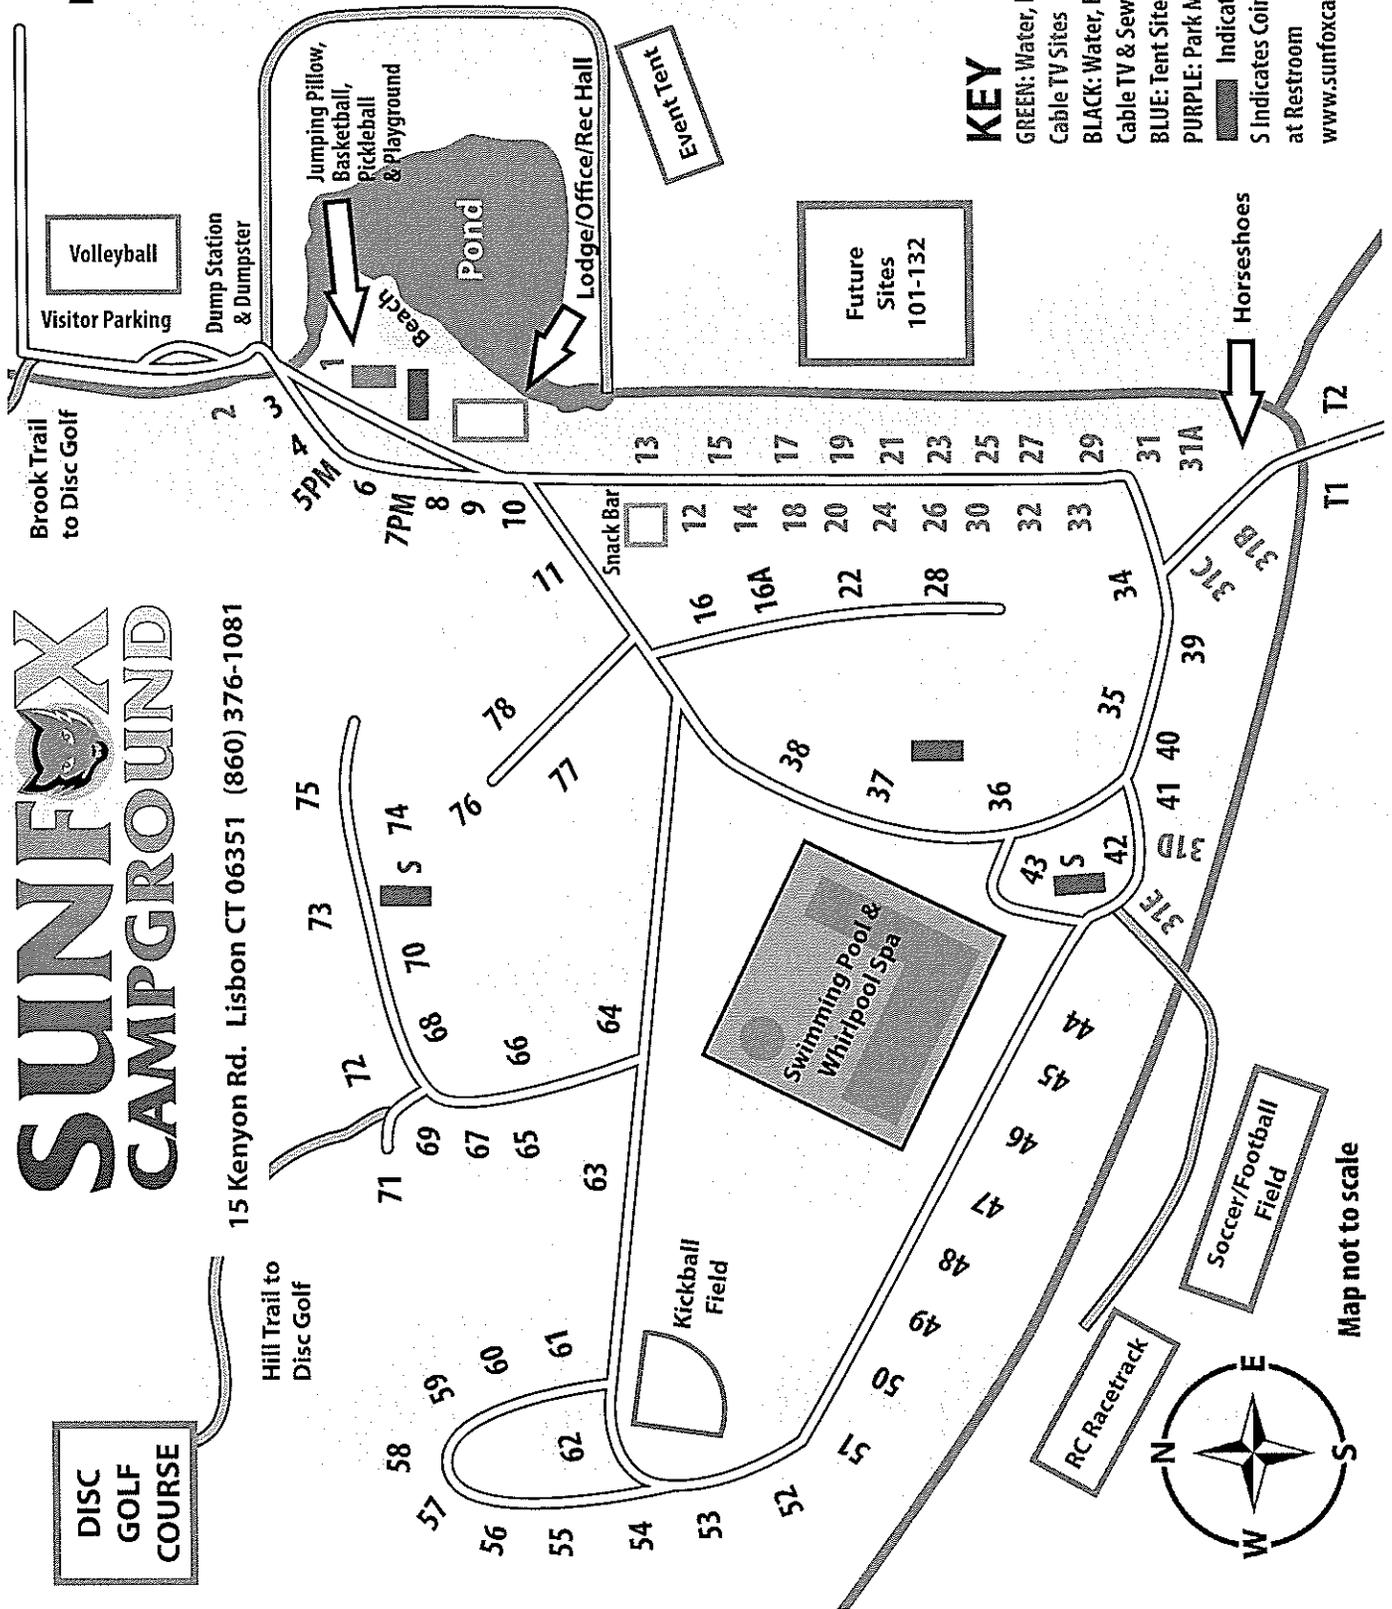 SUNFOX
CAMPGROUND
15 Kenyon Rd. Lisbon CT 06351 (860) 376-1081
DISC
GOLF
COURSE
Hill Trail to
Disc Golf
Brook Trail
to Disc Golf
Visitor Parking
Volleyball
Dump Station
& Dumpster
Jumping Pillow,
Basketball,
Pickleball
& Playground
Beach
Pond
Lodge/Office/Rec Hall
Event Tent
Snack Bar
Future
Sites
101-132
Horseshoes
Swimming Pool &
Whirlpool Spa
Kickball
Field
Soccer/Football
Field
RC Racetrack
Map not to scale
N
E
S
W
KEY
GREEN: Water,
Cable TV Sites
BLACK: Water,
Cable TV & Sew
BLUE: Tent Site
PURPLE: Park M
Indicat
S Indicates Coin
at Restroom
www.sunfoxca
1
2
3
4
5PM
6
7PM
8
9
10
11
12
13
14
15
16
16A
17
18
19
20
21
22
23
24
25
26
27
28
29
30
31
31A
31B
31C
31D
31E
32
33
34
35
36
37
38
39
40
41
42
43
S
44
45
46
47
48
49
50
51
52
53
54
55
56
57
58
59
60
61
62
63
64
65
66
67
68
69
70
71
72
73
74
S
75
76
77
78
T1
T2